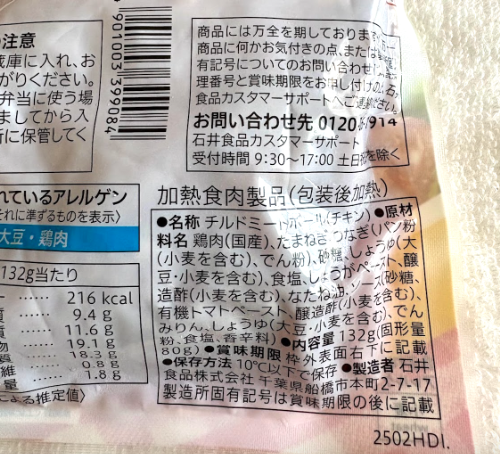 注意
蔵庫に入れ、お
がりください。
弁当に使う場
ましてから入
所に保管してく
901003399084
商品には万全を期しております
商品に何かお気付きの点、または
有記号についてのお問い合わせ
理番号と賞味期限をお申し付けの上、石
食品カスタマーサポートへご連絡ください。
お問い合わせ先 0120 914
石井食品カスタマーサポート
受付時間 9:30〜17:00 土日 を除く
れているアレルゲン
それに準ずるものを表示〉
大豆・鶏肉
132g当たり
216 kcal
9.4 g
11.6 g
19.1 g
18.3 g
0.8 g
1.8 g
による推定値)
加熱食肉製品(包装後加熱)
●名称 チルドミートボール(チキン) ●原材
料名 鶏肉(国産)、たまねぎ、つなぎ(パン粉
(小麦を含む)、でん粉)、砂糖、しょうゆ(大
豆・小麦を含む)、食塩、しょうがペースト、醸
造酢(小麦を含む)、なたね油、ソース(砂糖、
有機トマトペースト、醸造酢(小麦を含む)、
みりん、しょうゆ(大豆・小麦を含む)、でん
粉、食塩、香辛料) ●内容量 132g(固形量
80g) ●賞味期限 枠外表面右下に記載
●保存方法 10℃以下で保存 ●製造者 石井
食品株式会社 千葉県船橋市本町2-7-17
製造所固有記号は賞味期限の後に記載
2502HDI.